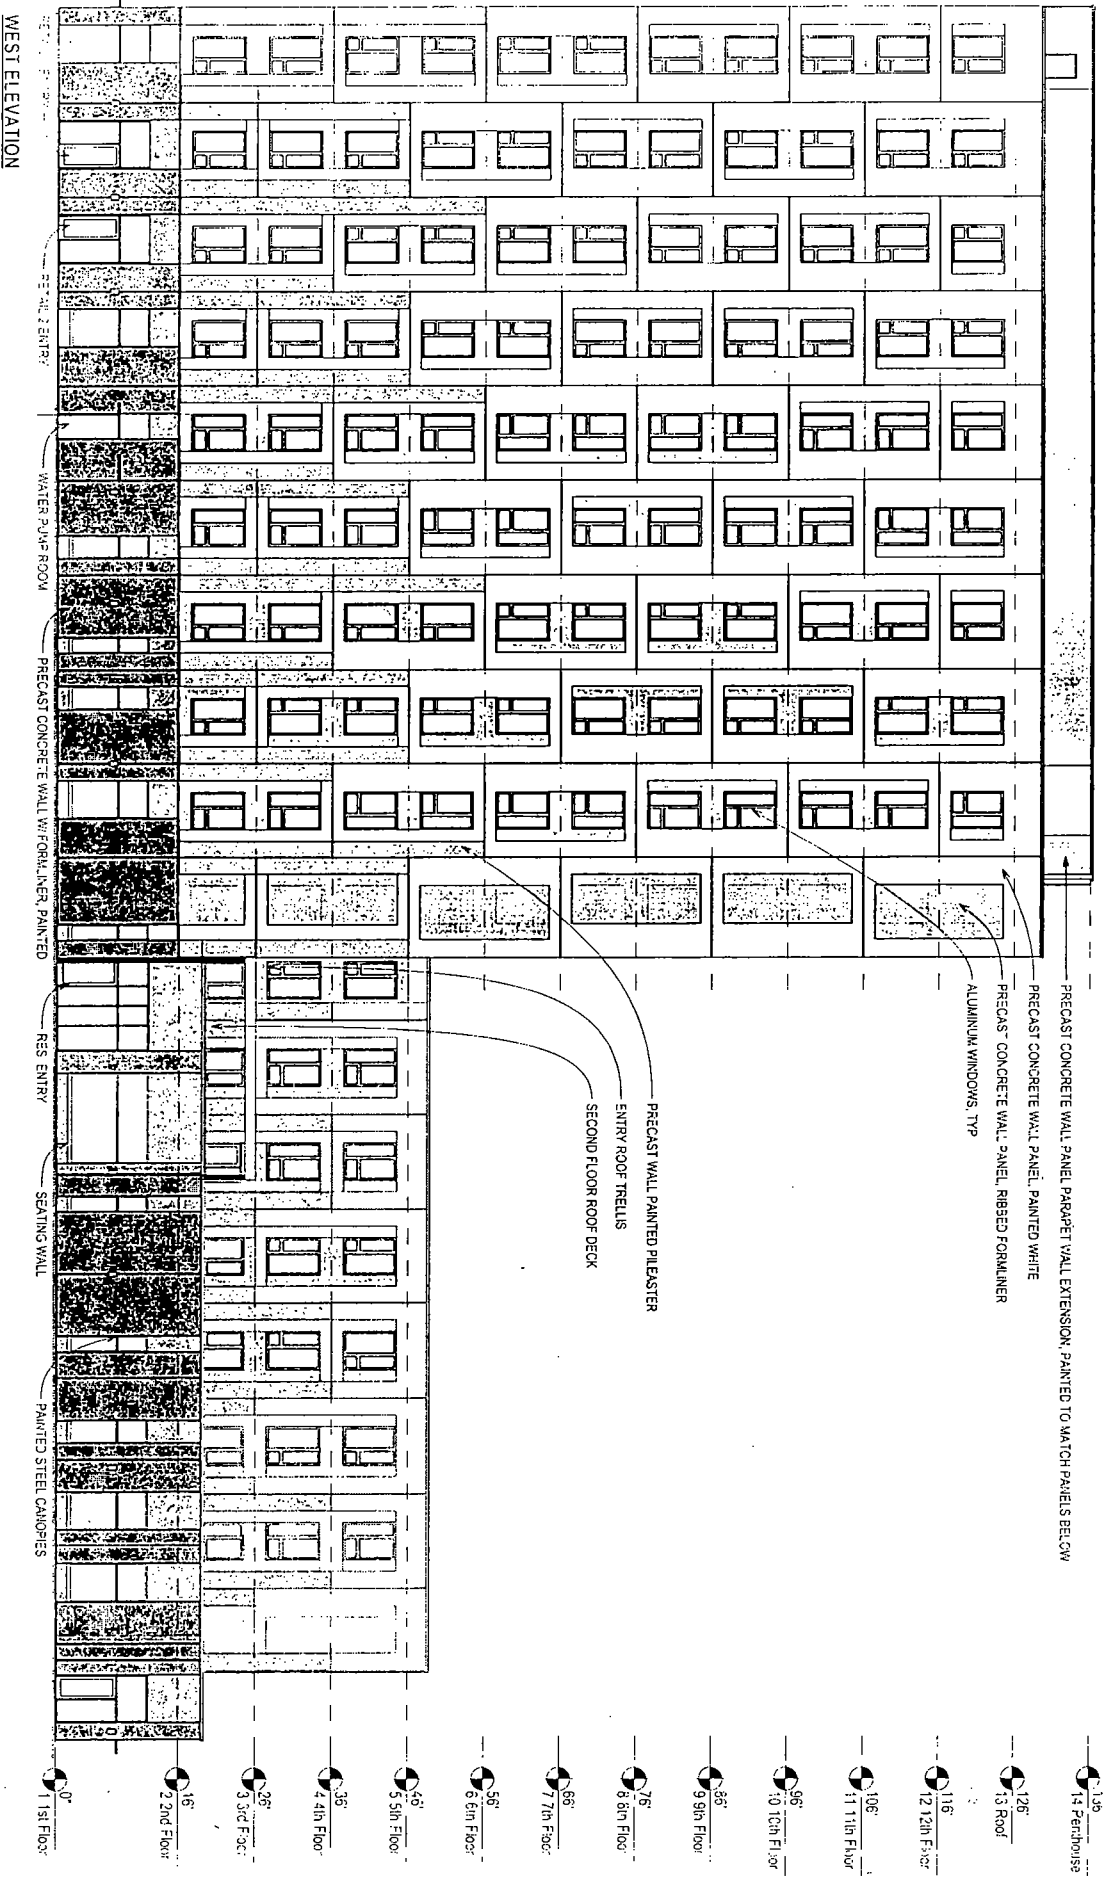 PRECAST CONCRETE WALL PANEL PARAPET WALL EXTENSION, PAINTED TO MATCH PANELS BELOW
PRECAST CONCRETE WALL PANEL, PAINTED WHITE
PRECAST CONCRETE WALL PANEL, RIBBED FORMLINER
ALUMINUM WINDOWS, TYP
PRECAST WALL PAINTED PILEASTER
ENTRY ROOF TRELLIS
SECOND FLOOR ROOF DECK
136'
14 Penthouse
126'
13 Roof
116'
12 12th Floor
106'
11 11th Floor
96'
10 10th Floor
86'
9 9th Floor
76'
8 8th Floor
66'
7 7th Floor
56'
6 6th Floor
46'
5 5th Floor
36'
4 4th Floor
26'
3 3rd Floor
16'
2 2nd Floor
0"
1 1st Floor
RETAIL 2 ENTRY
WATER PUMP ROOM
PRECAST CONCRETE WALL W/ FORMLINER, PAINTED
RES ENTRY
SEATING WALL
PAINTED STEEL CANOPIES
WEST ELEVATION